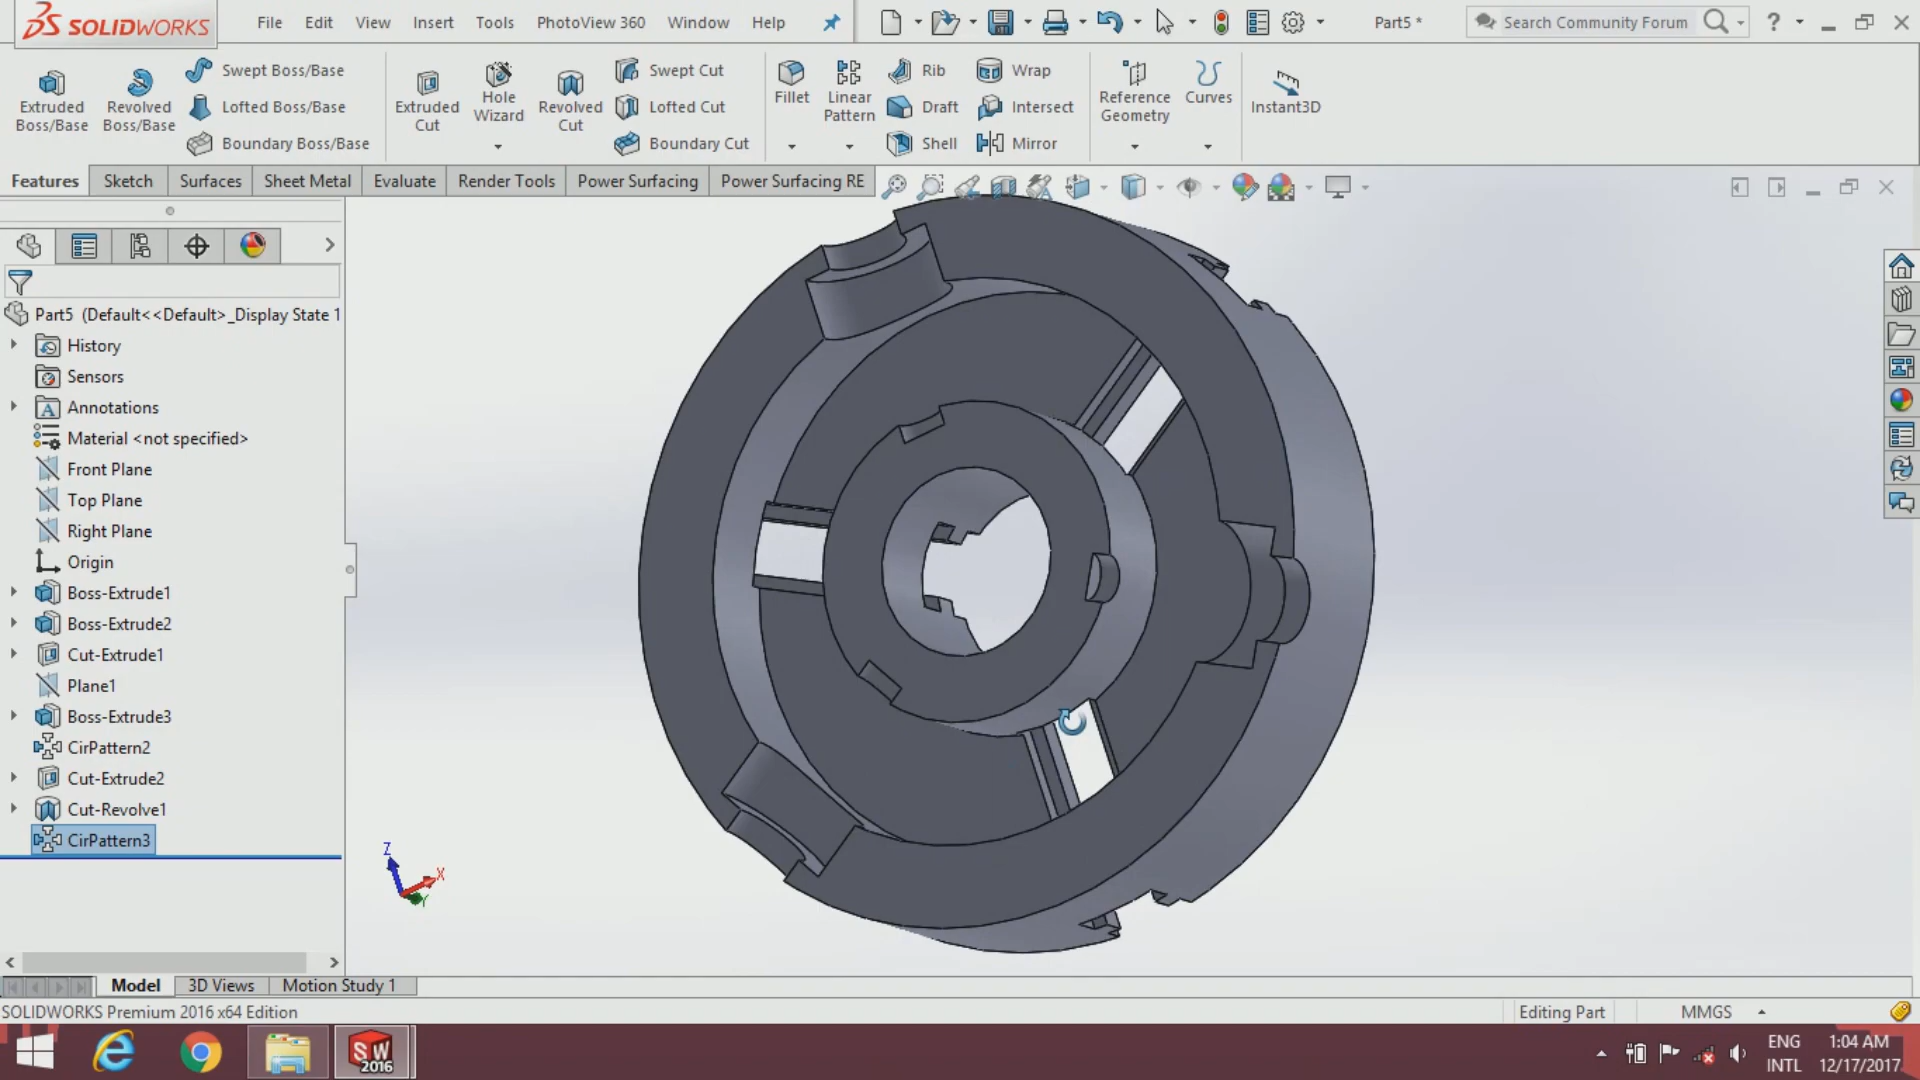 SOLIDWORKS File Edit View Insert Tools PhotoView 360 Window Help Part5 * Search Community Forum ?
Extruded Boss/Base
Revolved Boss/Base
Swept Boss/Base
Lofted Boss/Base
Boundary Boss/Base
Extruded Cut
Hole Wizard
Revolved Cut
Swept Cut
Lofted Cut
Boundary Cut
Fillet
Linear Pattern
Rib
Draft
Shell
Wrap
Intersect
Mirror
Reference Geometry
Curves
Instant3D
Features Sketch Surfaces Sheet Metal Evaluate Render Tools Power Surfacing Power Surfacing RE
Part5 (Default<<Default>_Display State 1
History
Sensors
Annotations
Material <not specified>
Front Plane
Top Plane
Right Plane
Origin
Boss-Extrude1
Boss-Extrude2
Cut-Extrude1
Plane1
Boss-Extrude3
CirPattern2
Cut-Extrude2
Cut-Revolve1
CirPattern3
Z
X
Y
Model 3D Views Motion Study 1
SOLIDWORKS Premium 2016 x64 Edition Editing Part MMGS
SW 2016
ENG INTL
1:04 AM
12/17/2017